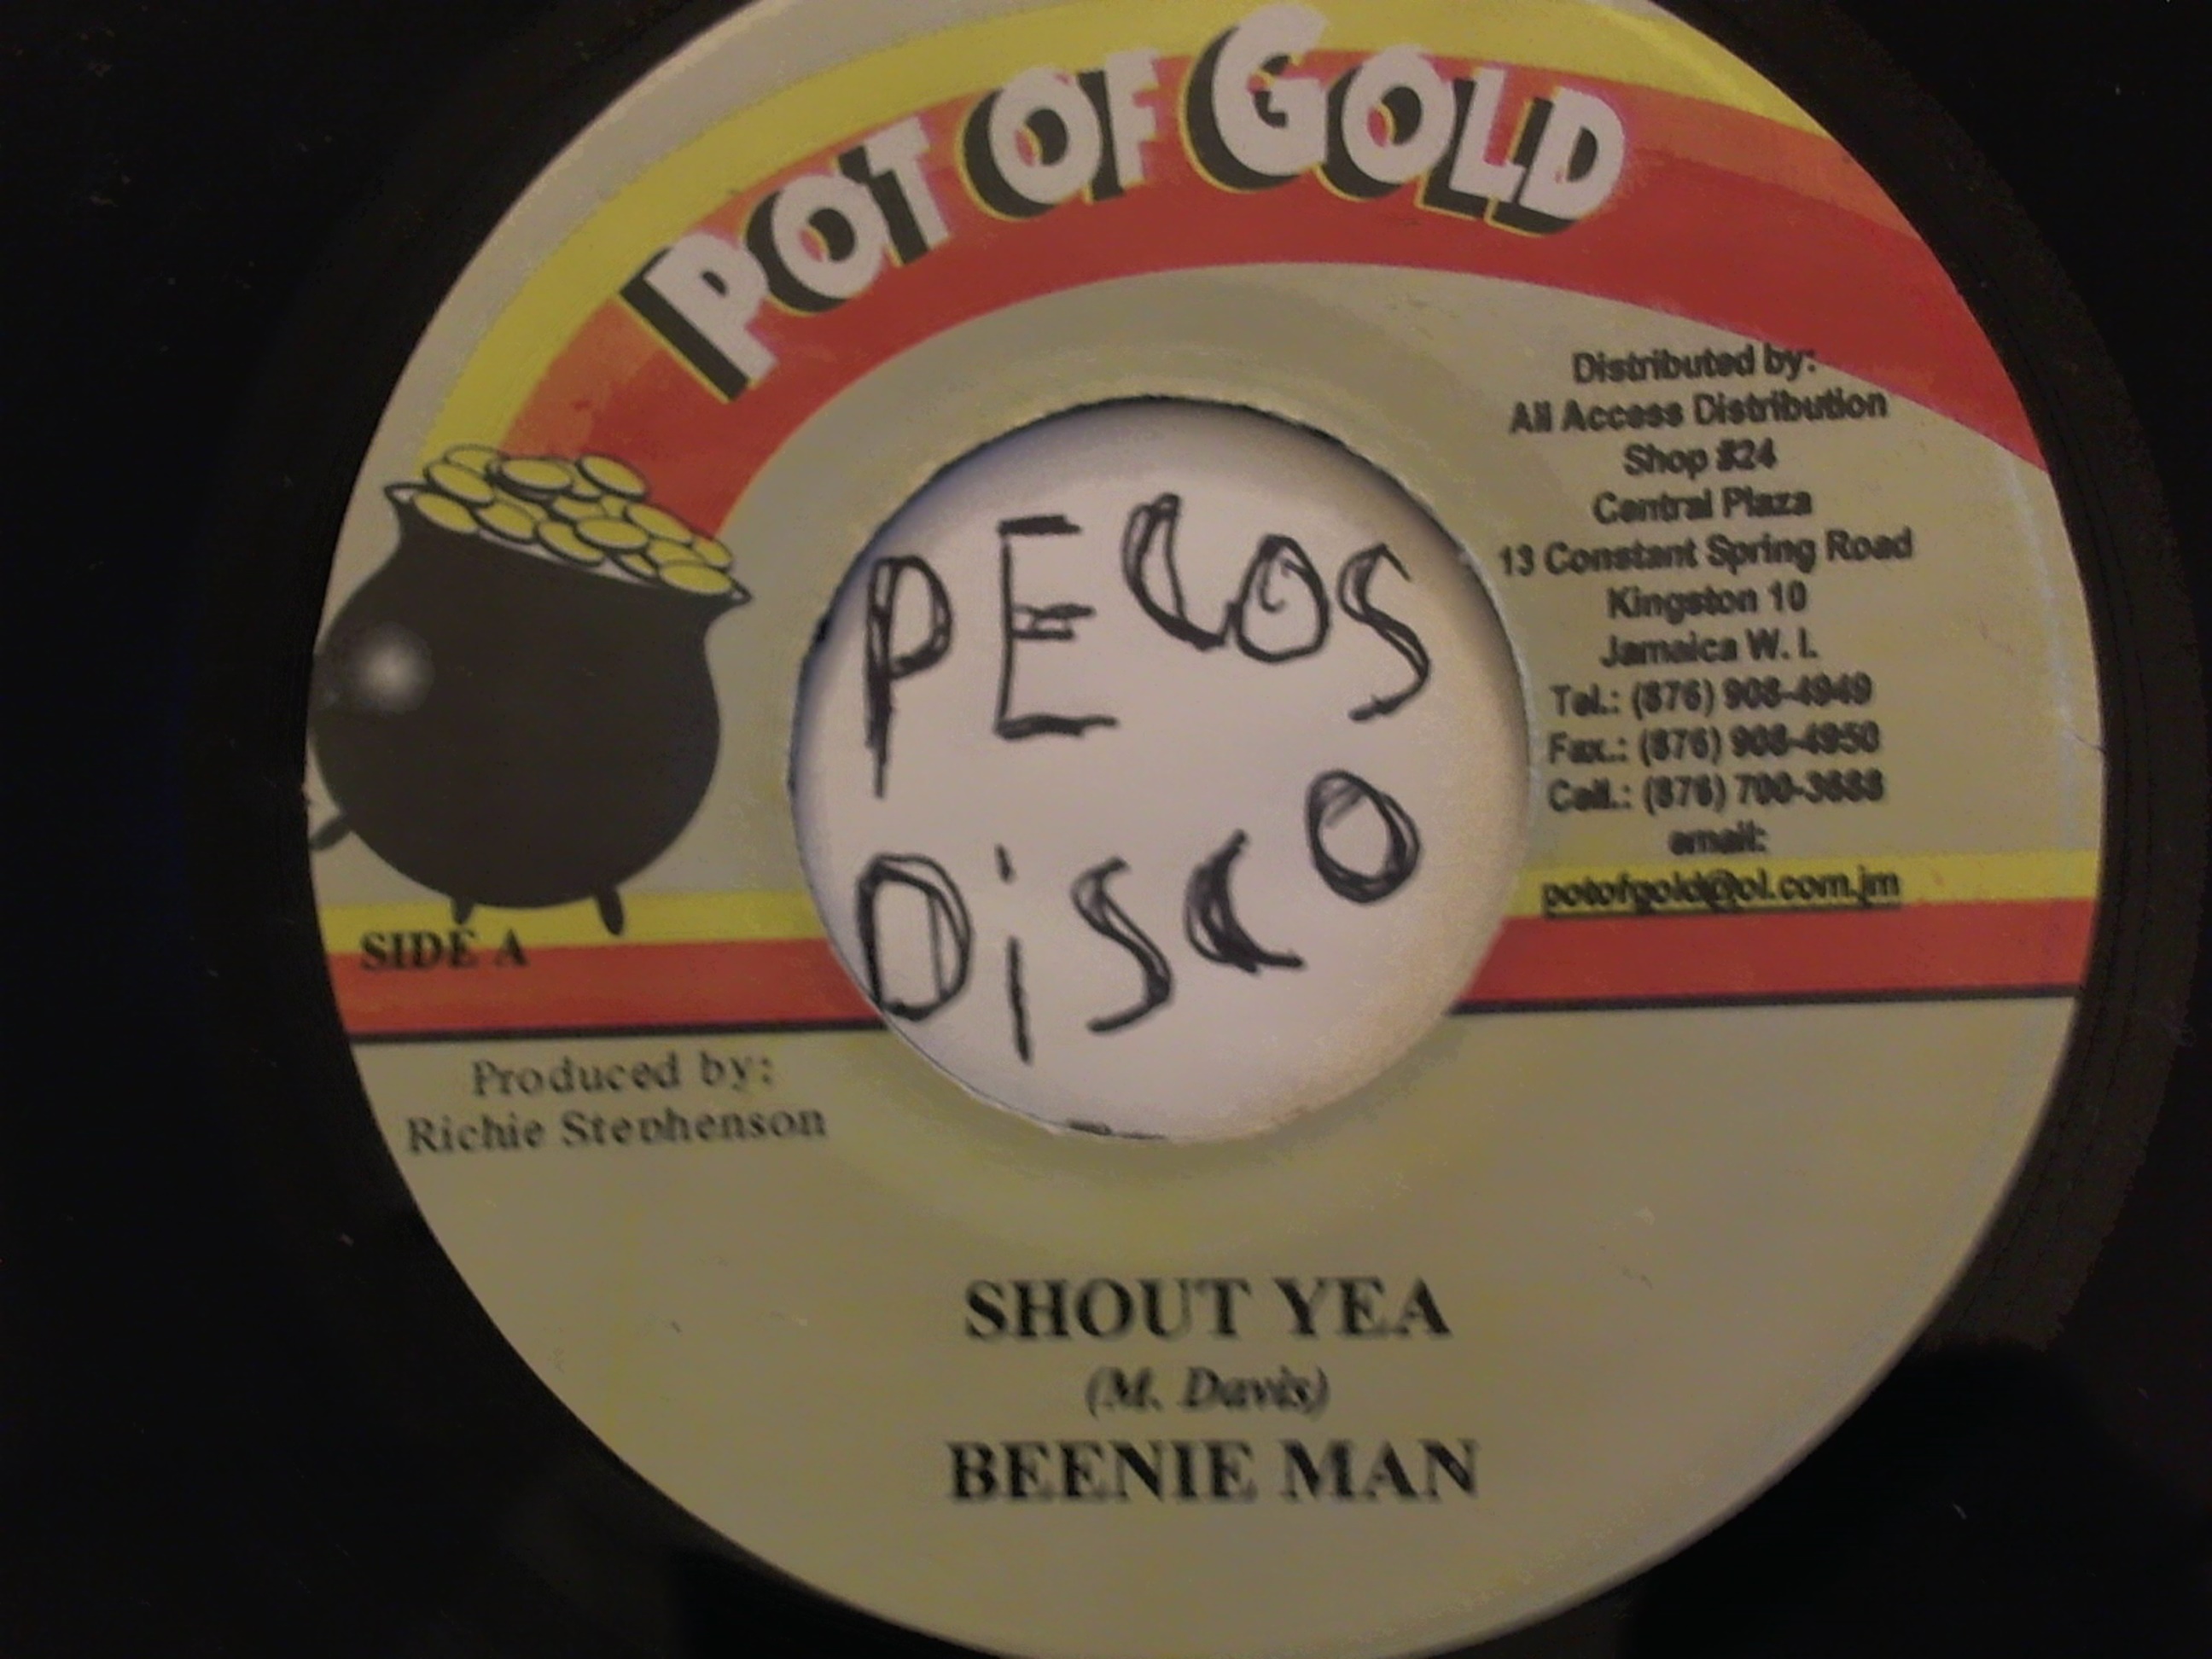 POT OF GOLD
Distributed by:
All Access Distribution
Shop #24
Central Plaza
13 Constant Spring Road
Kingston 10
Jamaica W. I.
Tel.: (876) 908-4949
Fax.: (876) 908-4950
Cell.: (876) 700-3688
email:
potofgold@ol.com.jm
PECOS
DiSCO
SIDE A
Produced by:
Richie Stephenson
SHOUT YEA
(M. Davis)
BEENIE MAN